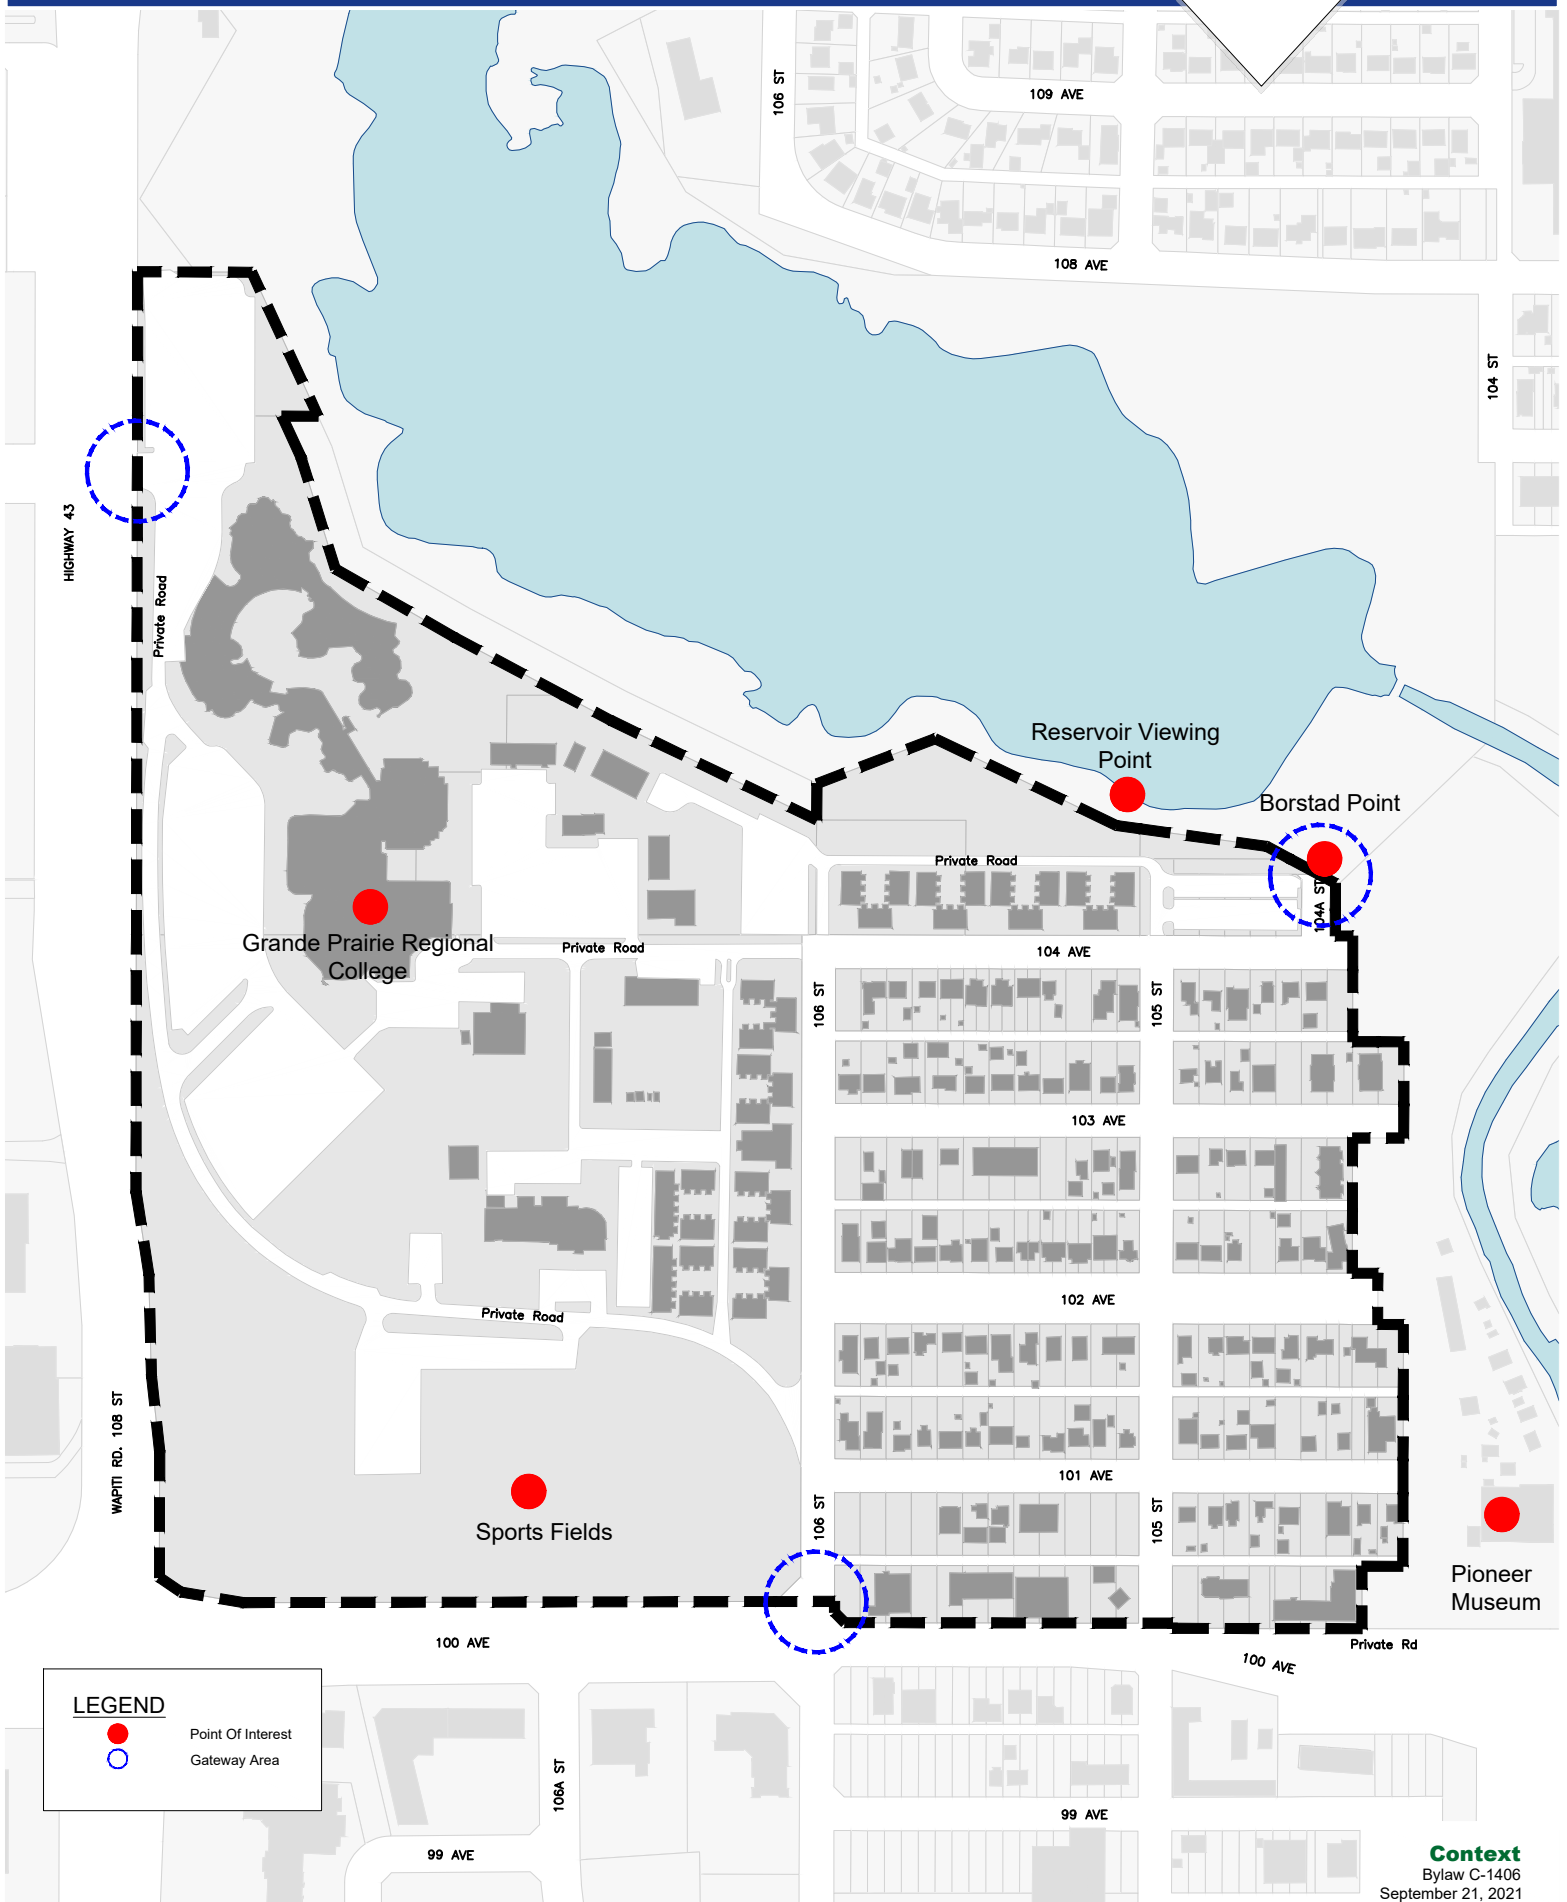 106 ST
109 AVE
108 AVE
104 ST
HIGHWAY 43
Private Road
Reservoir Viewing
Point
Borstad Point
Private Road
104A ST
Grande Prairie Regional
College
Private Road
104 AVE
106 ST
105 ST
103 AVE
102 AVE
Private Road
WAPITI RD. 108 ST
101 AVE
Sports Fields
106 ST
105 ST
Pioneer
Museum
100 AVE
Private Rd
100 AVE
LEGEND
Point Of Interest
Gateway Area
106A ST
99 AVE
99 AVE
Context
Bylaw C-1406
September 21, 2021